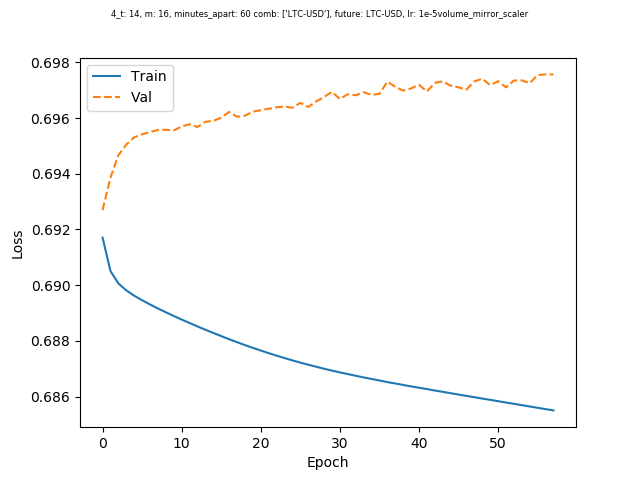 4_t: 14, m: 16, minutes_apart: 60 comb: ['LTC-USD'], future: LTC-USD, lr: 1e-5volume_mirror_scaler
Train
Val
0.698
0.696
0.694
0.692
0.690
0.688
0.686
Loss
0
10
20
30
40
50
Epoch